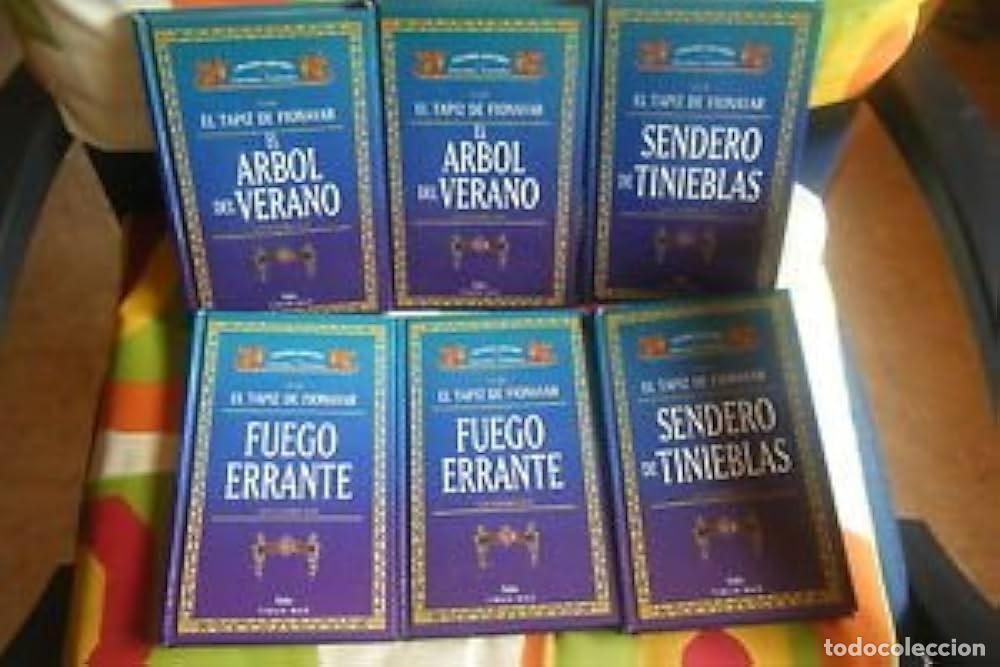 EL TAPIZ DE FIONAVAR
EL
ARBOL
DEL VERANO
EL TAPIZ DE FIONAVAR
EL
ARBOL
DEL VERANO
EL TAPIZ DE FIONAVAR
SENDERO
DE TINIEBLAS
EL TAPIZ DE FIONAVAR
FUEGO
ERRANTE
EL TAPIZ DE FIONAVAR
FUEGO
ERRANTE
EL TAPIZ DE FIONAVAR
SENDERO
DE TINIEBLAS
todocoleccion